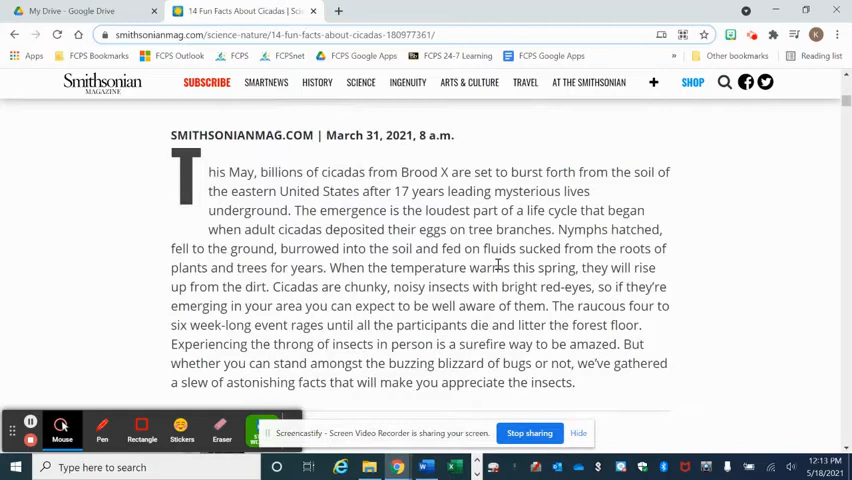 My Drive - Google Drive
14 Fun Facts About Cicadas | Scie
smithsonianmag.com/science-nature/14-fun-facts-about-cicadas-180977361/
K
Apps FCPS Bookmarks FCPS Outlook FCPS FCPSnet FCPS Google Apps FCPS 24-7 Learning FCPS Google Apps » Other bookmarks Reading list
Smithsonian
MAGAZINE
SUBSCRIBE SMARTNEWS HISTORY SCIENCE INGENUITY ARTS & CULTURE TRAVEL AT THE SMITHSONIAN + SHOP
SMITHSONIANMAG.COM | March 31, 2021, 8 a.m.
This May, billions of cicadas from Brood X are set to burst forth from the soil of
the eastern United States after 17 years leading mysterious lives
underground. The emergence is the loudest part of a life cycle that began
when adult cicadas deposited their eggs on tree branches. Nymphs hatched,
fell to the ground, burrowed into the soil and fed on fluids sucked from the roots of
plants and trees for years. When the temperature warms this spring, they will rise
up from the dirt. Cicadas are chunky, noisy insects with bright red-eyes, so if they're
emerging in your area you can expect to be well aware of them. The raucous four to
six week-long event rages until all the participants die and litter the forest floor.
Experiencing the throng of insects in person is a surefire way to be amazed. But
whether you can stand amongst the buzzing blizzard of bugs or not, we've gathered
a slew of astonishing facts that will make you appreciate the insects.
Mouse Pen Rectangle Stickers Eraser
Screencastify - Screen Video Recorder is sharing your screen. Stop sharing Hide
Type here to search
12:13 PM
5/18/2021